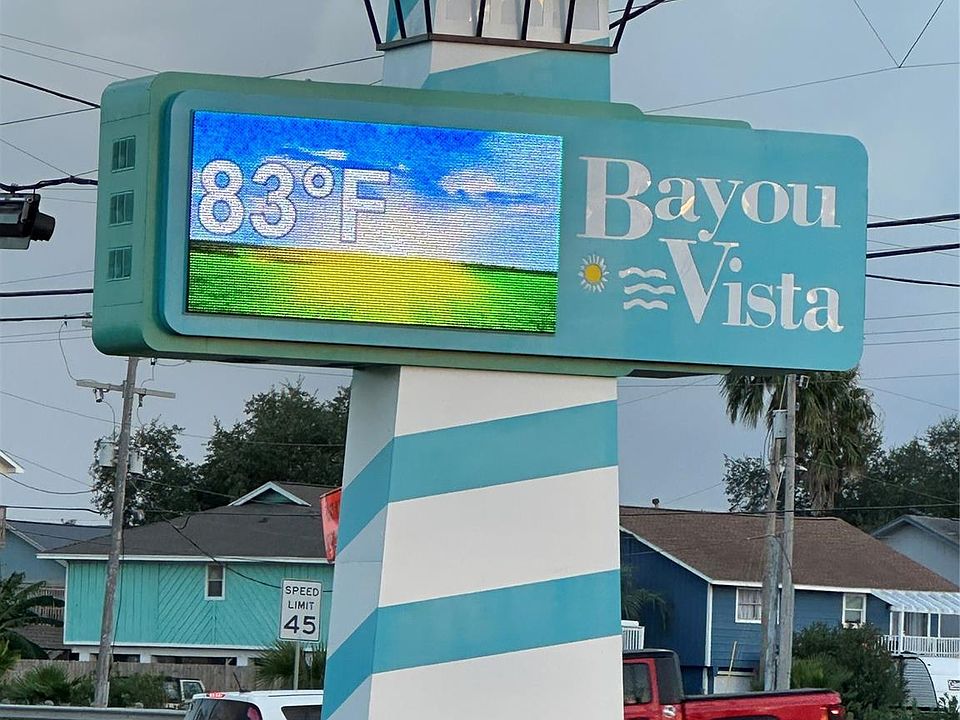 83°F
Bayou
Vista
SPEED
LIMIT
45